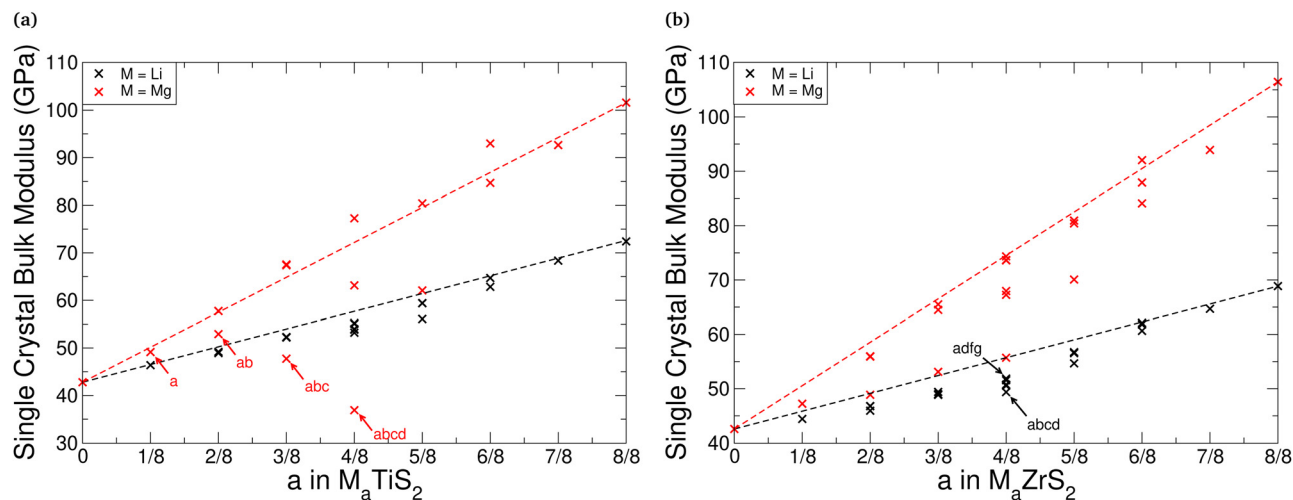 (a)
Single Crystal Bulk Modulus (GPa)
110
100
90
80
70
60
50
40
30
M = Li
M = Mg
a
ab
abc
abcd
0
1/8
2/8
3/8
4/8
5/8
6/8
7/8
8/8
a in MₐTiS₂
(b)
Single Crystal Bulk Modulus (GPa)
110
100
90
80
70
60
50
40
M = Li
M = Mg
adfg
abcd
0
1/8
2/8
3/8
4/8
5/8
6/8
7/8
8/8
a in MₐZrS₂